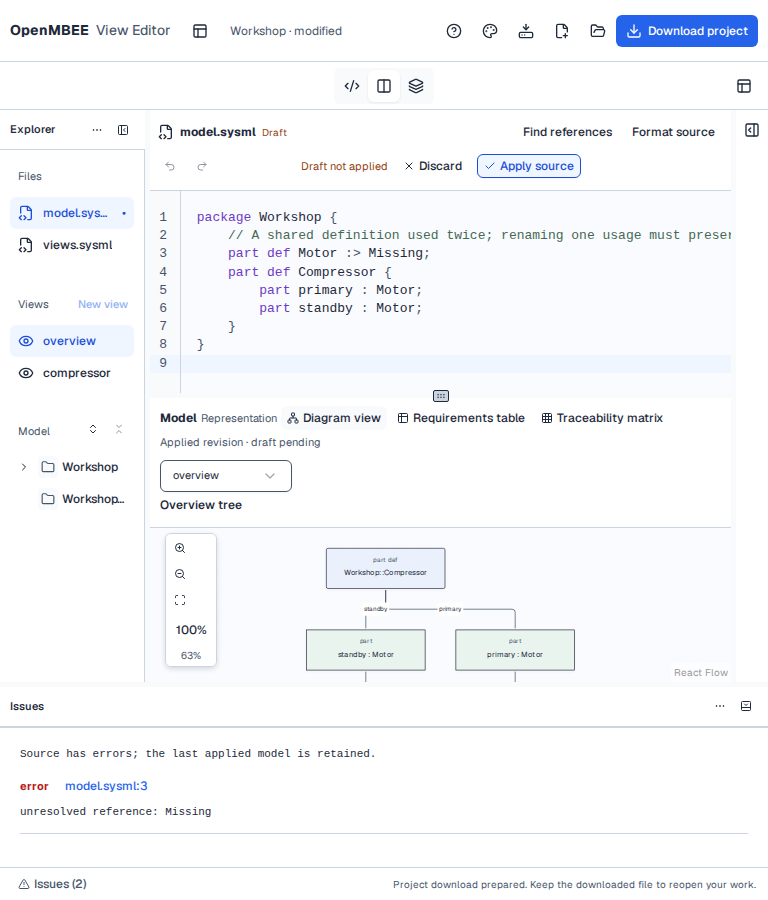 OpenMBEE View Editor
Workshop · modified
Download project
Explorer
Files
model.sys...
views.sysml
Views New view
overview
compressor
Model
Workshop
Workshop...
model.sysml Draft
Find references Format source
Draft not applied Discard Apply source
1 package Workshop {
2 // A shared definition used twice; renaming one usage must preser
3 part def Motor :> Missing;
4 part def Compressor {
5 part primary : Motor;
6 part standby : Motor;
7 }
8 }
9
Model Representation Diagram view Requirements table Traceability matrix
Applied revision · draft pending
overview
Overview tree
100%
63%
part def
Workshop::Compressor
standby primary
part part
standby : Motor primary : Motor
React Flow
Issues
Source has errors; the last applied model is retained.
error model.sysml:3
unresolved reference: Missing
Issues (2)
Project download prepared. Keep the downloaded file to reopen your work.